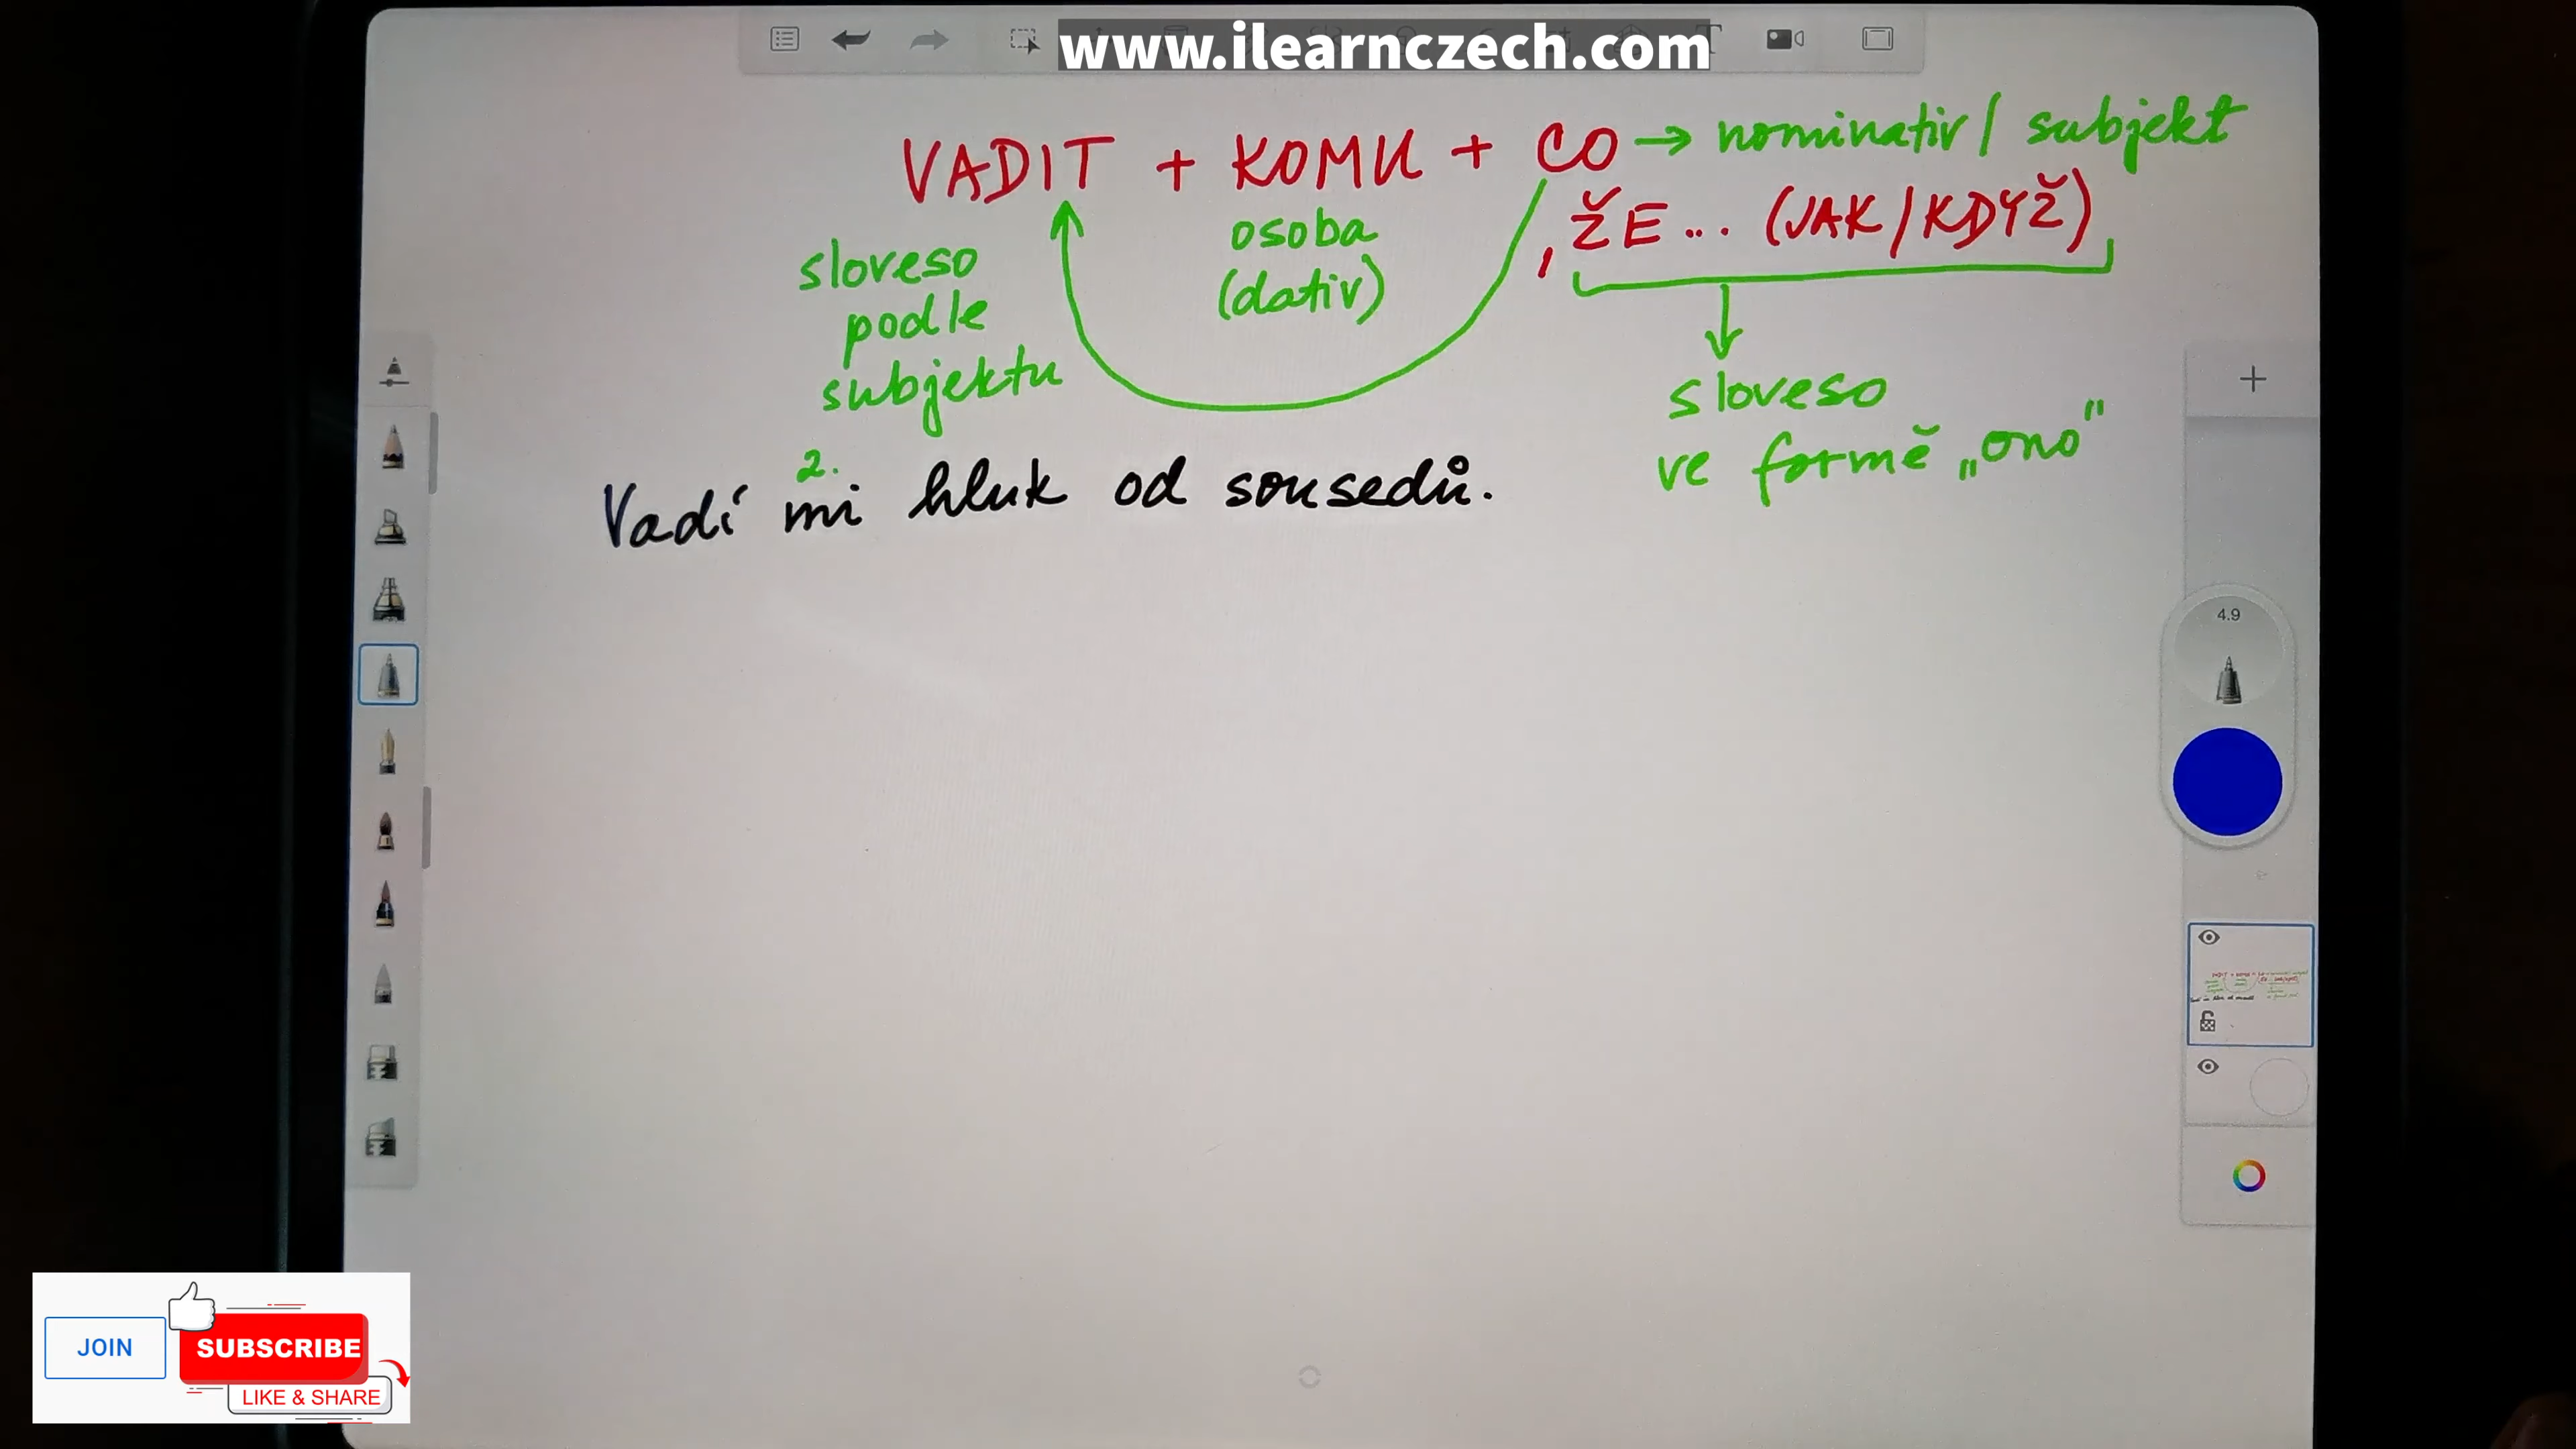 www.ilearnczech.com
VADIT + KOMU + CO → nominativ / subjekt
, ŽE... (JAK/KDYŽ)
osoba
(dativ)
sloveso
podle
subjektu
sloveso
ve formě „ono"
2.
Vadí mi hluk od sousedů.
4.9
JOIN
SUBSCRIBE
LIKE & SHARE